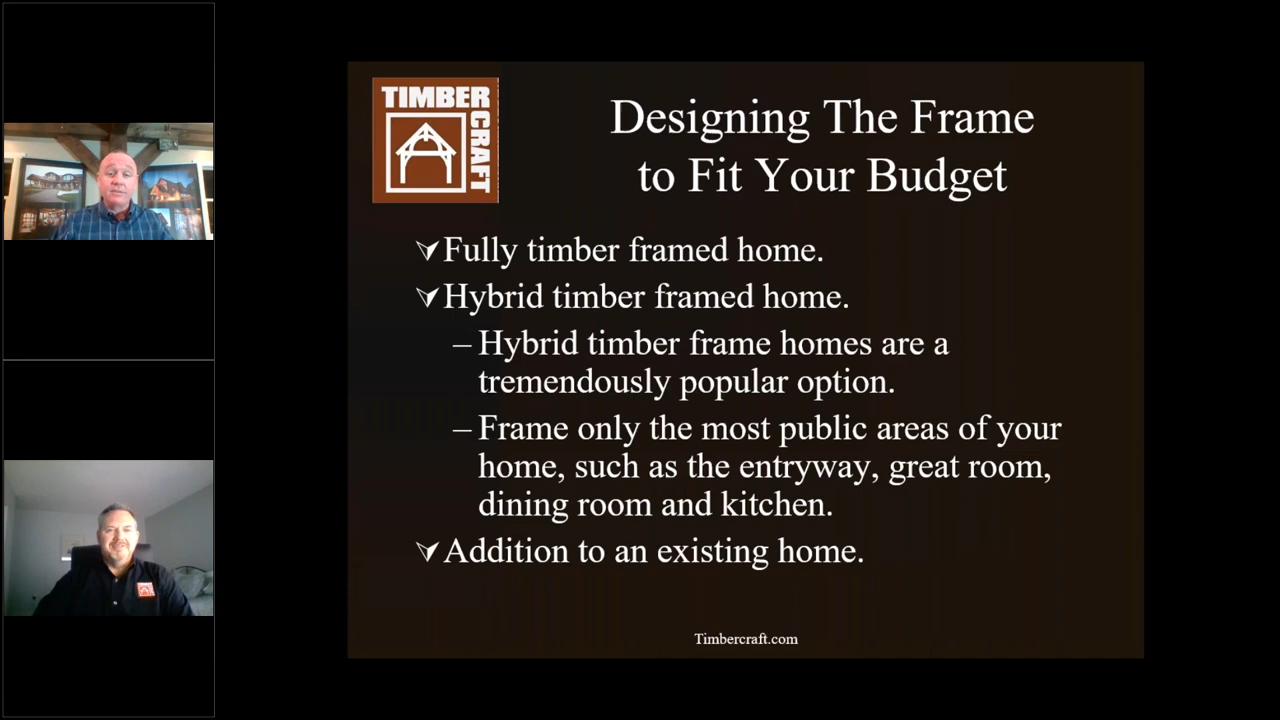 TIMBER
CRAFT
Designing The Frame
to Fit Your Budget
Fully timber framed home.
Hybrid timber framed home.
– Hybrid timber frame homes are a
tremendously popular option.
– Frame only the most public areas of your
home, such as the entryway, great room,
dining room and kitchen.
Addition to an existing home.
Timbercraft.com